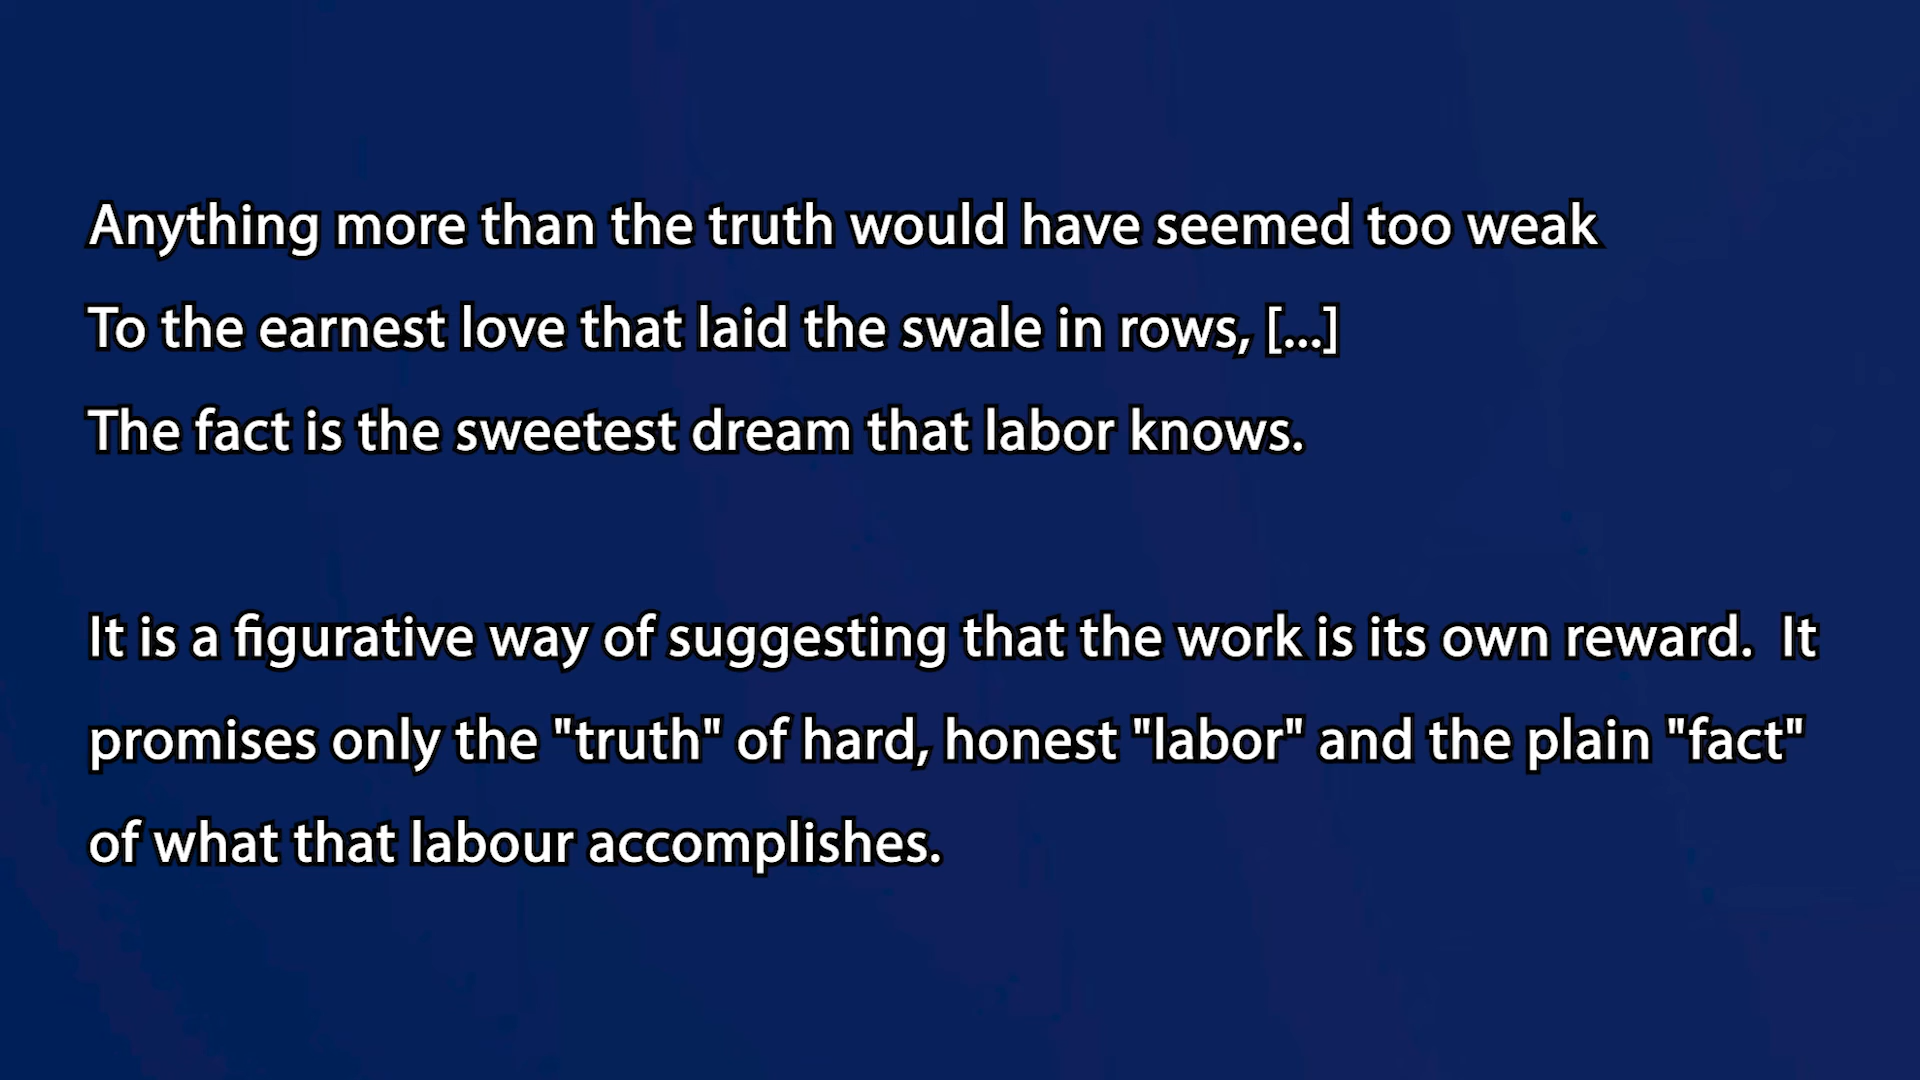 Anything more than the truth would have seemed too weak
To the earnest love that laid the swale in rows, [...]
The fact is the sweetest dream that labor knows.
It is a figurative way of suggesting that the work is its own reward.  It
promises only the "truth" of hard, honest "labor" and the plain "fact"
of what that labour accomplishes.